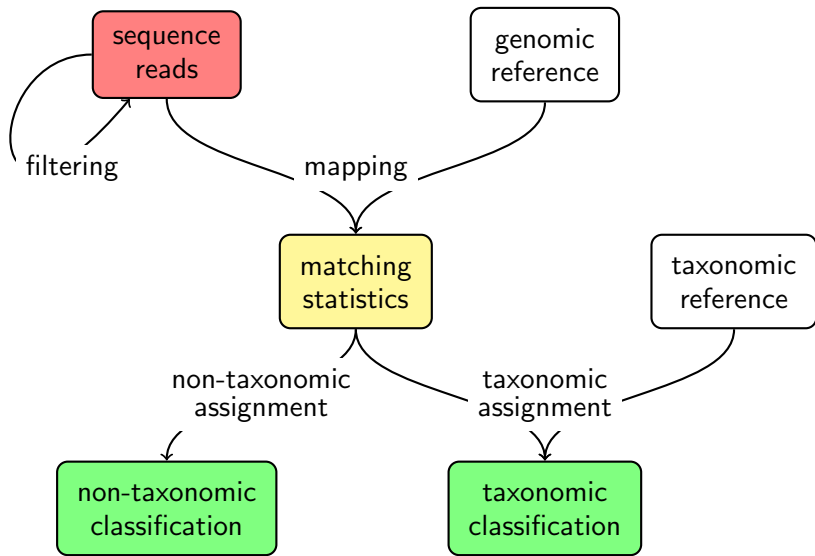 sequence
reads
genomic
reference
filtering
mapping
matching
statistics
taxonomic
reference
non-taxonomic
assignment
taxonomic
assignment
non-taxonomic
classification
taxonomic
classification